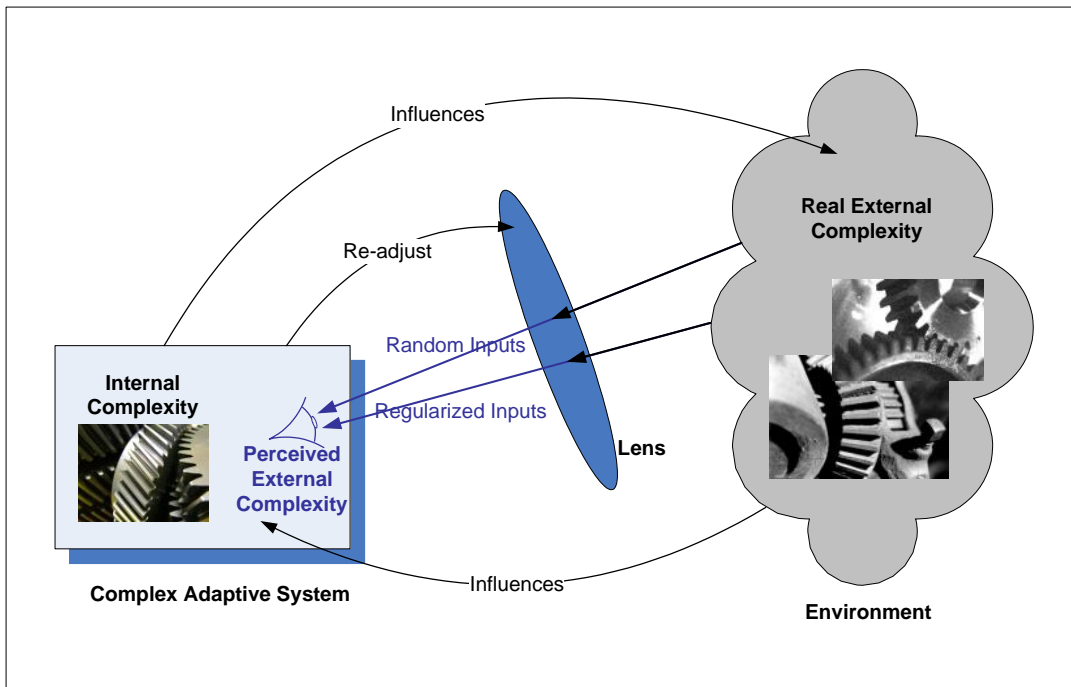 Influences
Real External
Complexity
Re-adjust
Random Inputs
Internal
Complexity
Regularized Inputs
Perceived
External
Complexity
Lens
Influences
Complex Adaptive System
Environment